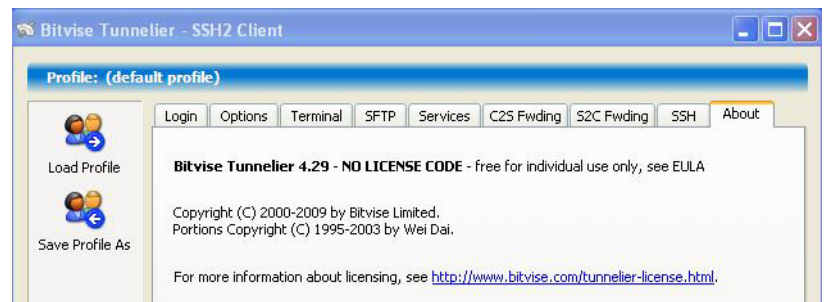 Bitvise Tunnelier - SSH2 Client
Profile: (default profile)
Login Options Terminal SFTP Services C2S Fwding S2C Fwding SSH About
Load Profile
Save Profile As
Bitvise Tunnelier 4.29 - NO LICENSE CODE - free for individual use only, see EULA
Copyright (C) 2000-2009 by Bitvise Limited.
Portions Copyright (C) 1995-2003 by Wei Dai.
For more information about licensing, see http://www.bitvise.com/tunnelier-license.html.